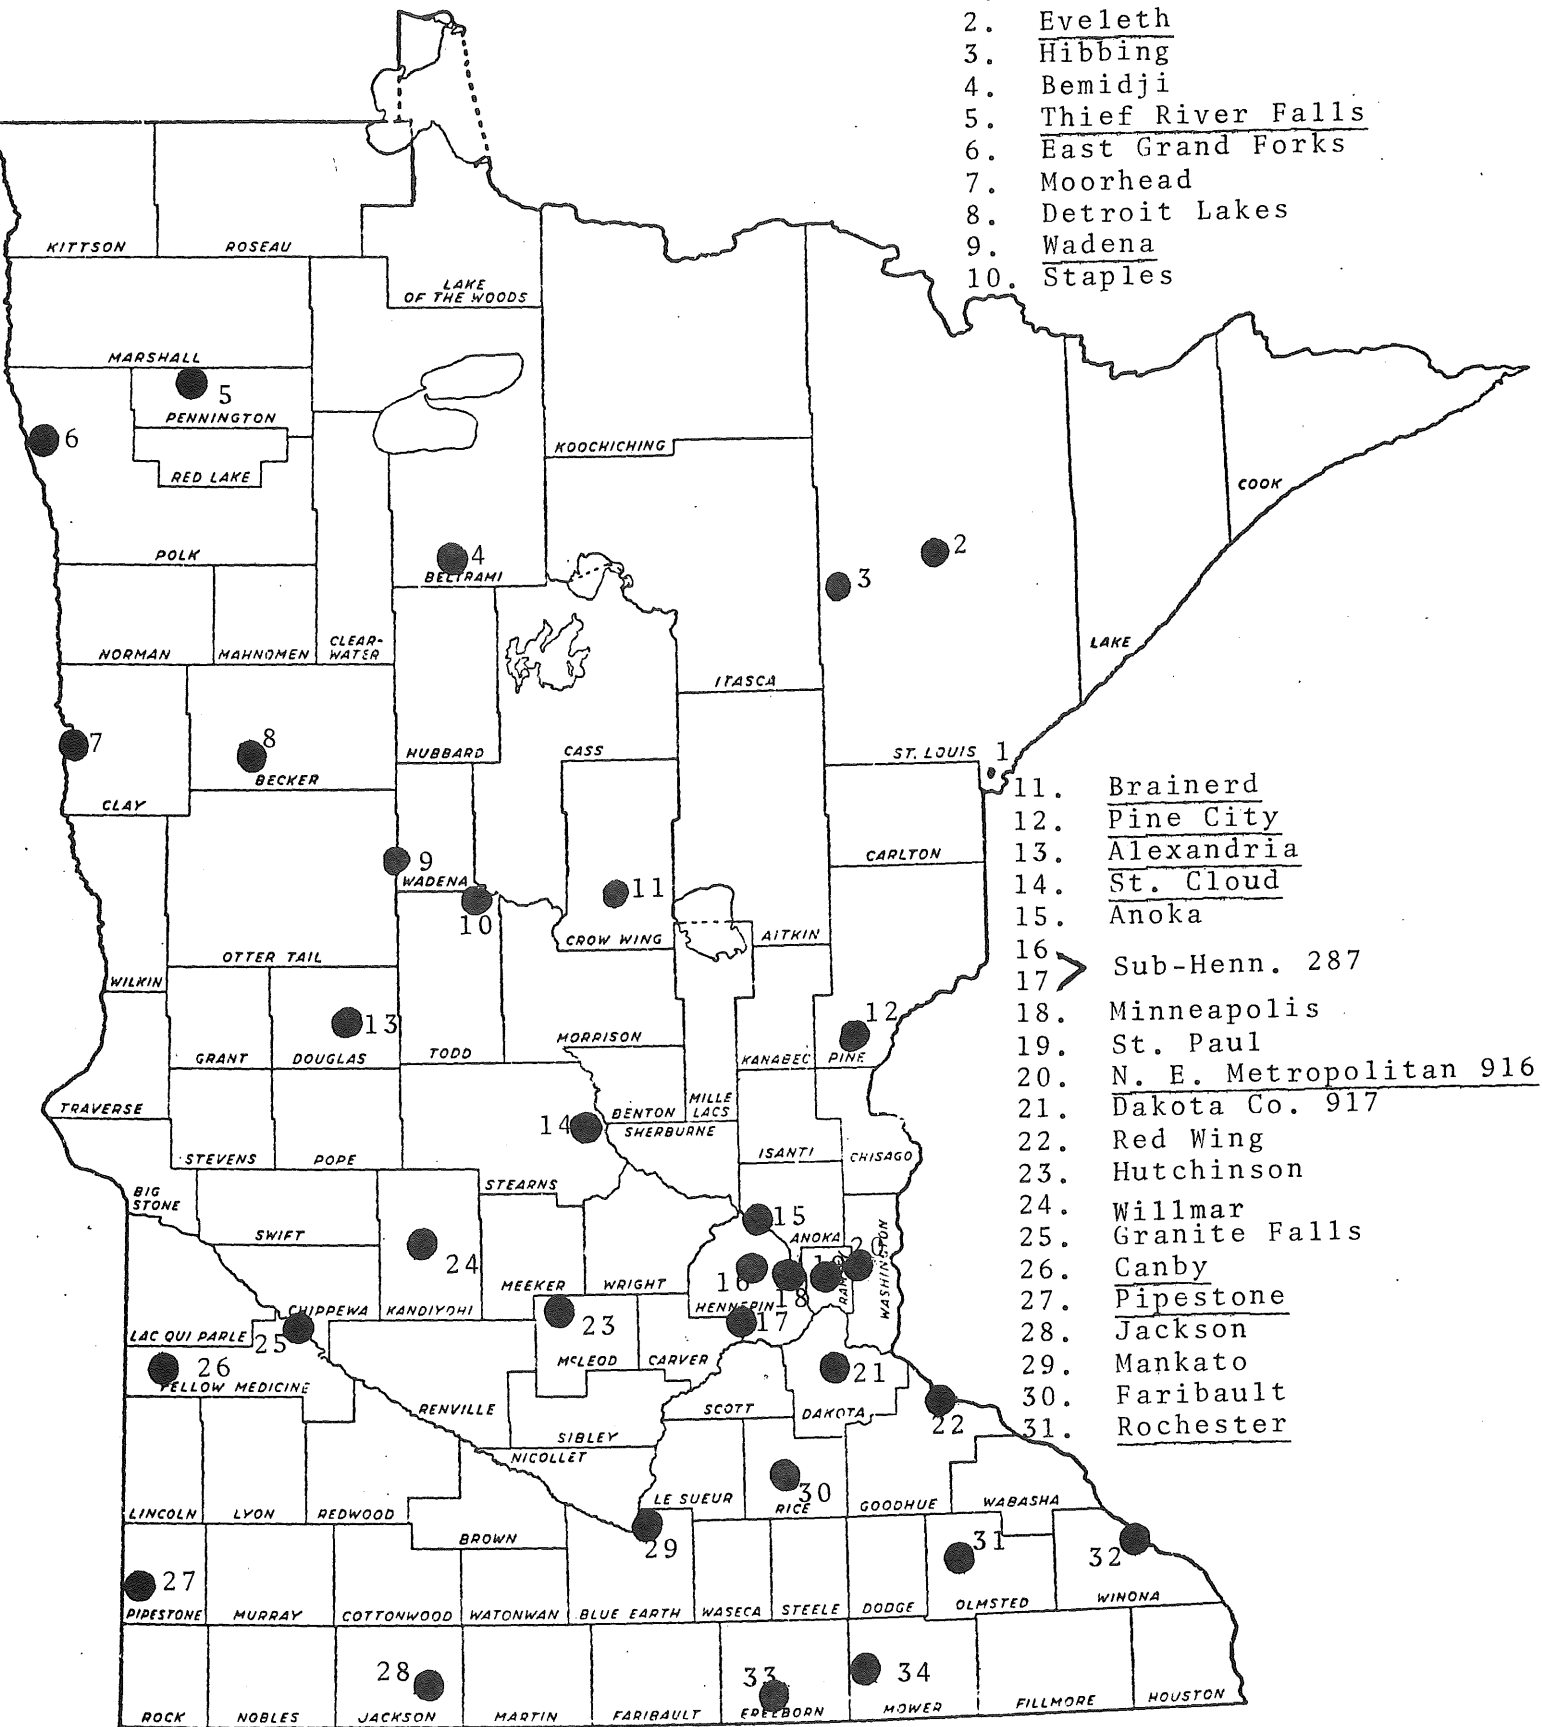 2. Eveleth
3. Hibbing
4. Bemidji
5. Thief River Falls
6. East Grand Forks
7. Moorhead
8. Detroit Lakes
9. Wadena
10. Staples
KITTSON
ROSEAU
LAKE
OF THE WOODS
MARSHALL
5
PENNINGTON
6
RED LAKE
KOOCHICHING
COOK
POLK
4
BELTRAMI
2
3
NORMAN
MAHNOMEN
CLEAR-
WATER
LAKE
ITASCA
7
8
HUBBARD
CASS
ST. LOUIS
1
BECKER
CLAY
11. Brainerd
12. Pine City
13. Alexandria
14. St. Cloud
15. Anoka
16
17 > Sub-Henn. 287
18. Minneapolis
19. St. Paul
20. N. E. Metropolitan 916
21. Dakota Co. 917
22. Red Wing
23. Hutchinson
24. Willmar
25. Granite Falls
26. Canby
27. Pipestone
28. Jackson
29. Mankato
30. Faribault
31. Rochester
9
WADENA
10
11
CARLTON
CROW WING
AITKIN
OTTER TAIL
WILKIN
13
12
GRANT
DOUGLAS
TODD
MORRISON
KANABEC
PINE
TRAVERSE
14
BENTON
MILLE
LACS
SHERBURNE
STEVENS
POPE
ISANTI
CHISAGO
BIG
STONE
STEARNS
SWIFT
15
ANOKA
WASHINGTON
24
16
18
19
20
MEEKER
WRIGHT
HENNEPIN
CHIPPEWA
KANDIYOHI
23
17
LAC QUI PARLE
25
26
McLEOD
CARVER
21
YELLOW MEDICINE
RENVILLE
SCOTT
DAKOTA
22
SIBLEY
NICOLLET
30
LE SUEUR
RICE
GOODHUE
WABASHA
LINCOLN
LYON
REDWOOD
BROWN
29
31
32
27
PIPESTONE
MURRAY
COTTONWOOD
WATONWAN
BLUE EARTH
WASECA
STEELE
DODGE
OLMSTED
WINONA
28
33
34
ROCK
NOBLES
JACKSON
MARTIN
FARIBAULT
FREEBORN
MOWER
FILLMORE
HOUSTON